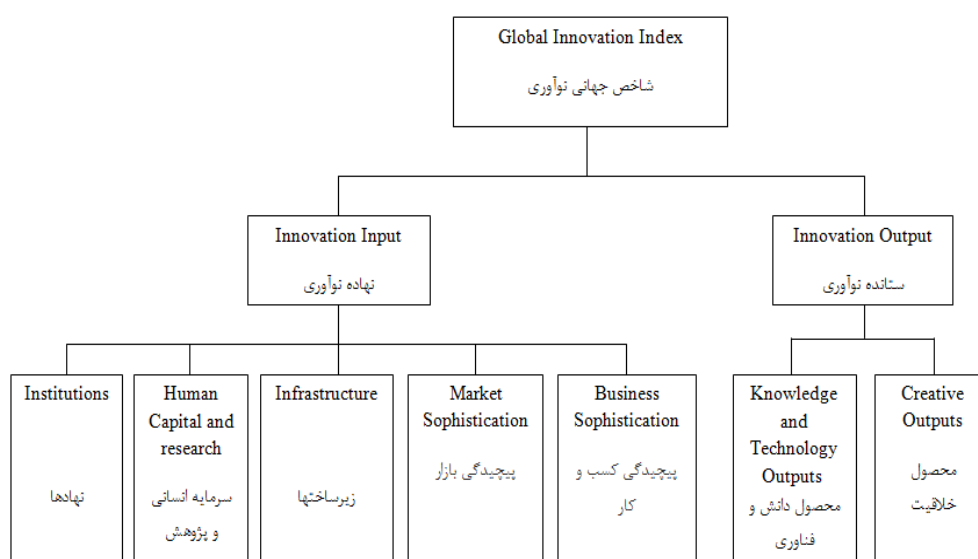 Global Innovation Index
شاخص جهانی نوآوری
Innovation Input
نهاده نوآوری
Innovation Output
ستانده نوآوری
Institutions
نهادها
Human
Capital and
research
سرمایه انسانی
و پژوهش
Infrastructure
زیرساختها
Market
Sophistication
پیچیدگی بازار
Business
Sophistication
پیچیدگی کسب و
کار
Knowledge
and
Technology
Outputs
محصول دانش و
فناوری
Creative
Outputs
محصول
خلاقیت